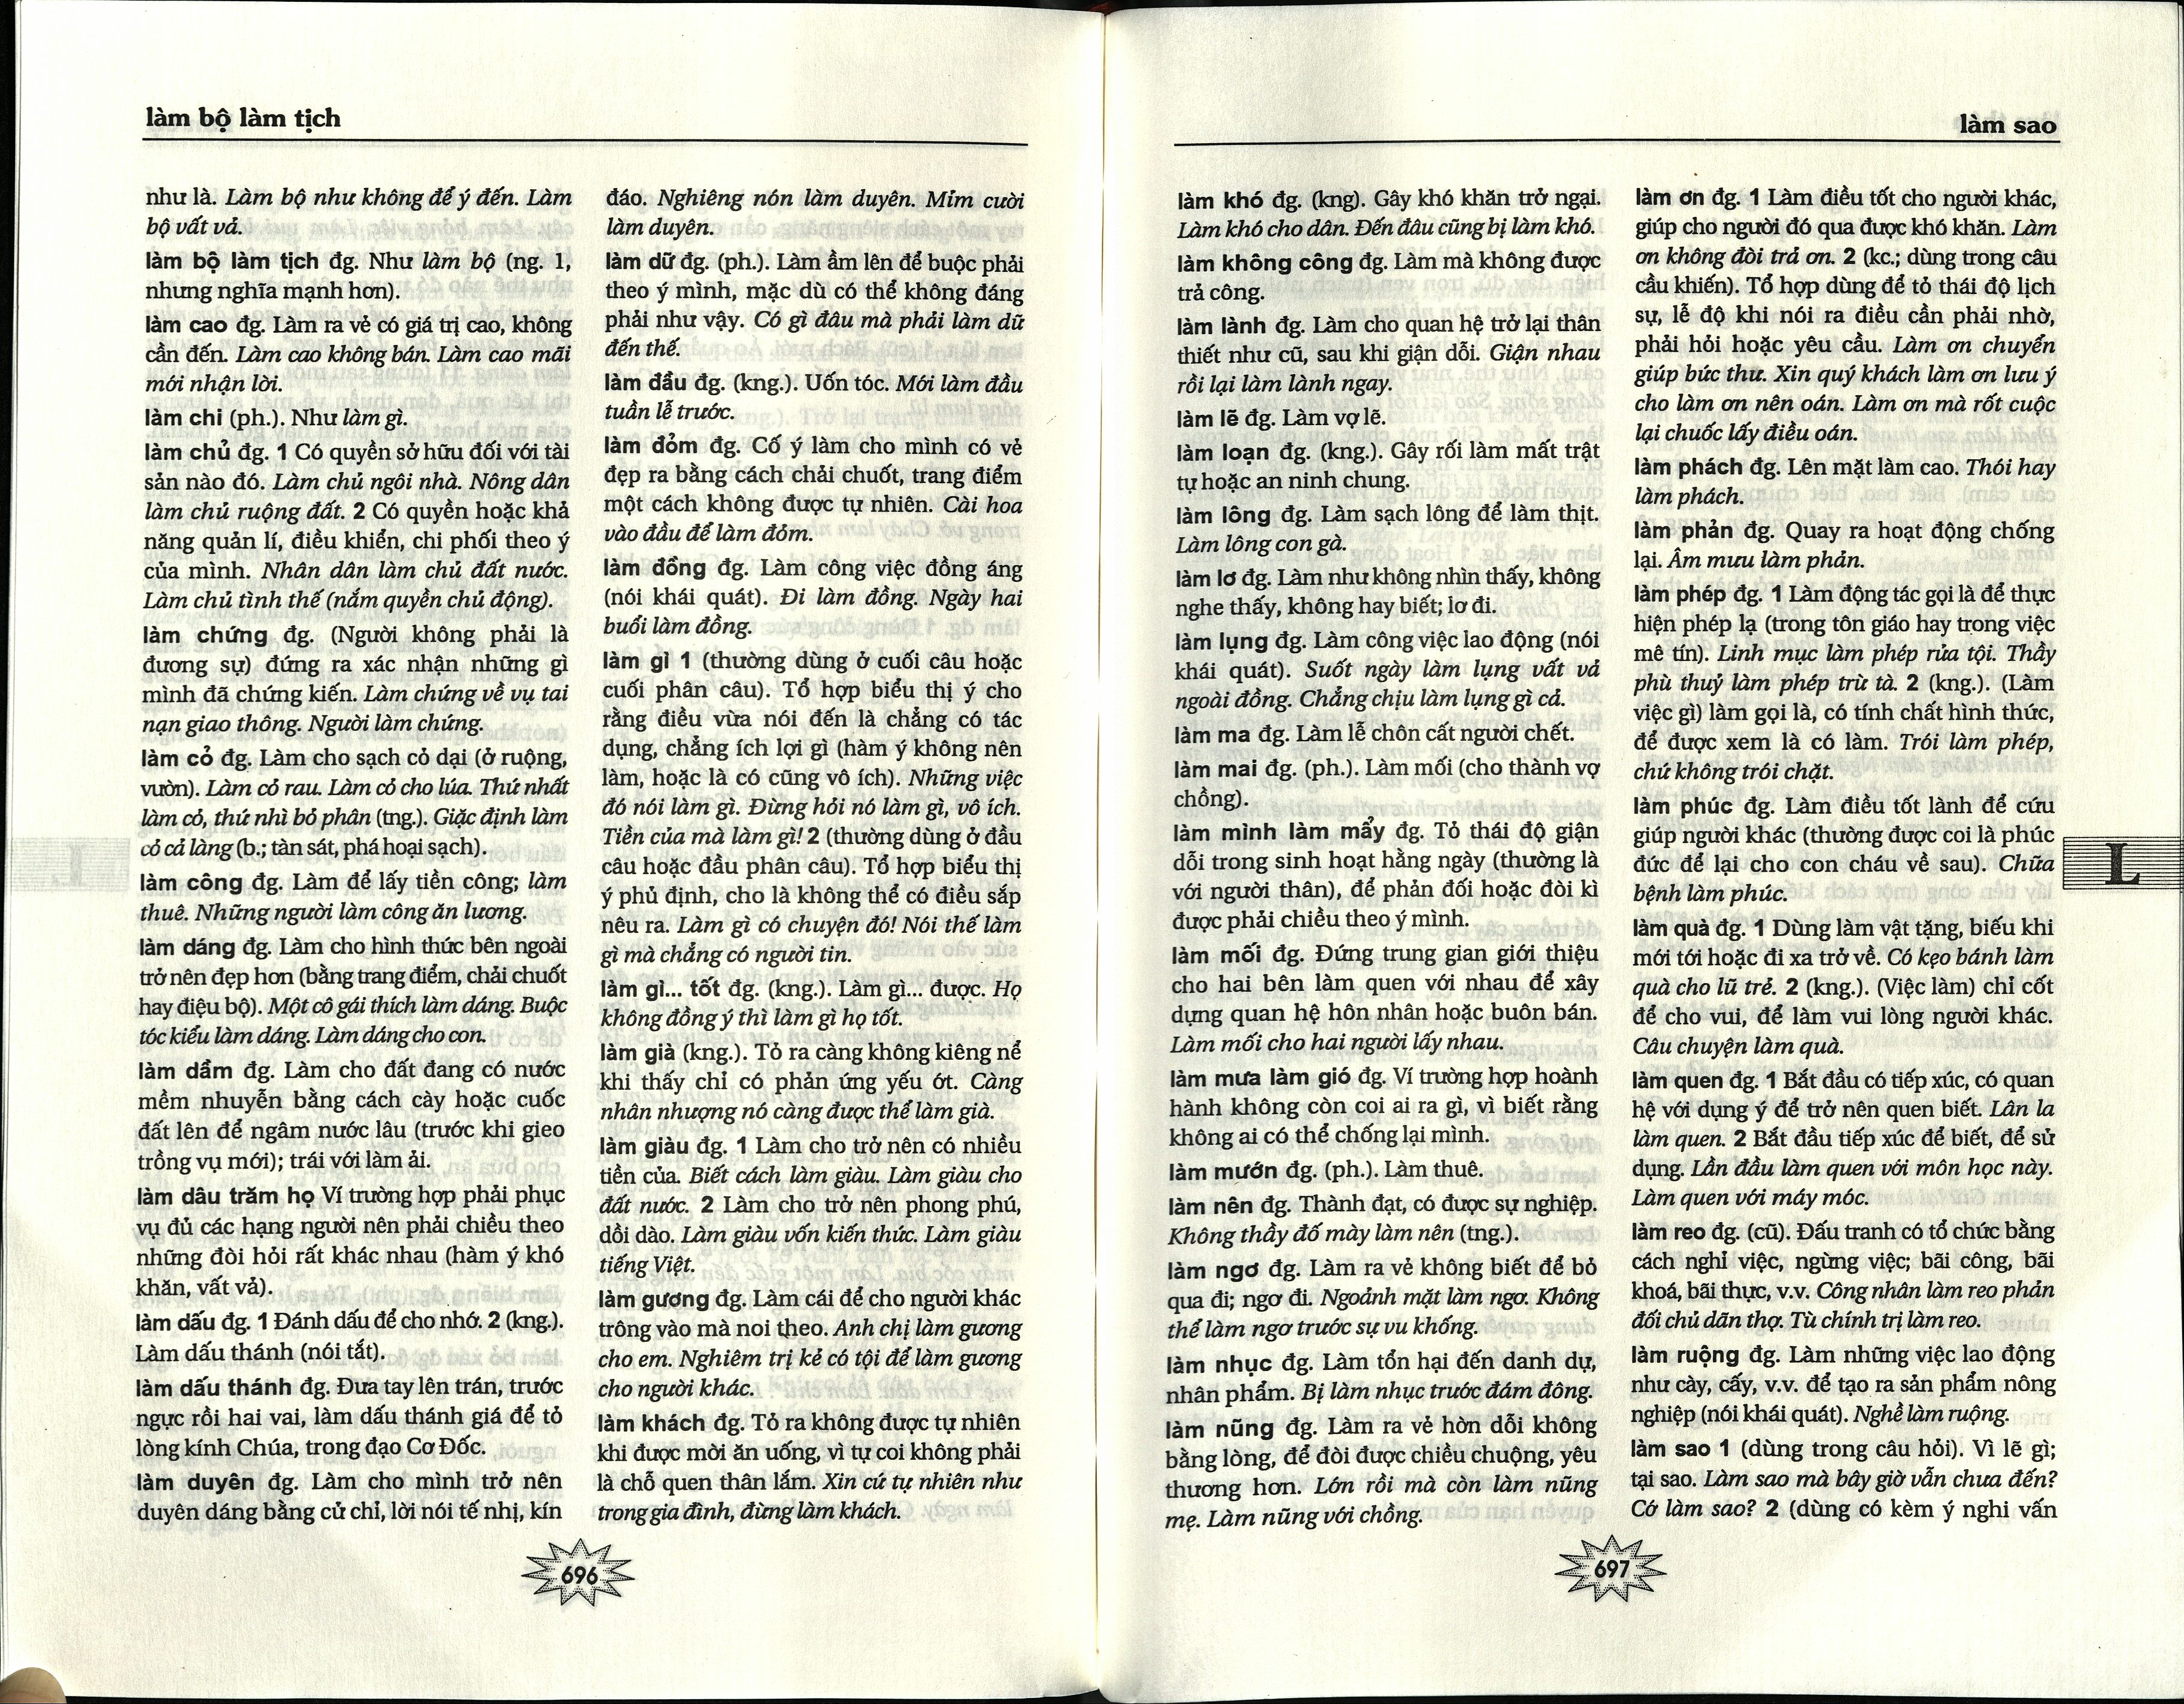 làm bộ làm tịch
như là. Làm bộ như không để ý đến. Làm
bộ vất vả.
làm bộ làm tịch đg. Như làm bộ (ng. 1,
nhưng nghĩa mạnh hơn).
làm cao đg. Làm ra vẻ có giá trị cao, không
cần đến. Làm cao không bán. Làm cao mãi
mới nhận lời.
làm chi (ph.). Như làm gì.
làm chủ đg. 1 Có quyền sở hữu đối với tài
sản nào đó. Làm chủ ngôi nhà. Nông dân
làm chủ ruộng đất. 2 Có quyền hoặc khả
năng quản lí, điều khiển, chi phối theo ý
của mình. Nhân dân làm chủ đất nước.
Làm chủ tình thế (nắm quyền chủ động).
làm chứng đg. (Người không phải là
đương sự) đứng ra xác nhận những gì
mình đã chứng kiến. Làm chứng về vụ tai
nạn giao thông. Người làm chứng.
làm cỏ đg. Làm cho sạch cỏ dại (ở ruộng,
vườn). Làm cỏ rau. Làm cỏ cho lúa. Thứ nhất
làm cỏ, thứ nhì bỏ phân (tng.). Giặc định làm
cỏ cả làng (b.; tàn sát, phá hoại sạch).
làm công đg. Làm để lấy tiền công; làm
thuê. Những người làm công ăn lương.
làm dáng đg. Làm cho hình thức bên ngoài
trở nên đẹp hơn (bằng trang điểm, chải chuốt
hay điệu bộ). Một cô gái thích làm dáng. Buộc
tóc kiểu làm dáng. Làm dáng cho con.
làm dầm đg. Làm cho đất đang có nước
mềm nhuyễn bằng cách cày hoặc cuốc
đất lên để ngâm nước lâu (trước khi gieo
trồng vụ mới); trái với làm ải.
làm dâu trăm họ Ví trường hợp phải phục
vụ đủ các hạng người nên phải chiều theo
những đòi hỏi rất khác nhau (hàm ý khó
khăn, vất vả).
làm dấu đg. 1 Đánh dấu để cho nhớ. 2 (kng.).
Làm dấu thánh (nói tắt).
làm dấu thánh đg. Đưa tay lên trán, trước
ngực rồi hai vai, làm dấu thánh giá để tỏ
lòng kính Chúa, trong đạo Cơ Đốc.
làm duyên đg. Làm cho mình trở nên
duyên dáng bằng cử chỉ, lời nói tế nhị, kín
đáo. Nghiêng nón làm duyên. Mỉm cười
làm duyên.
làm dữ đg. (ph.). Làm ầm lên để buộc phải
theo ý mình, mặc dù có thể không đáng
phải như vậy. Có gì đâu mà phải làm dữ
đến thế.
làm đầu đg. (kng.). Uốn tóc. Mới làm đầu
tuần lễ trước.
làm đỏm đg. Cố ý làm cho mình có vẻ
đẹp ra bằng cách chải chuốt, trang điểm
một cách không được tự nhiên. Cài hoa
vào đầu để làm đỏm.
làm đồng đg. Làm công việc đồng áng
(nói khái quát). Đi làm đồng. Ngày hai
buổi làm đồng.
làm gì 1 (thường dùng ở cuối câu hoặc
cuối phân câu). Tổ hợp biểu thị ý cho
rằng điều vừa nói đến là chẳng có tác
dụng, chẳng ích lợi gì (hàm ý không nên
làm, hoặc là có cũng vô ích). Những việc
đó nói làm gì. Đừng hỏi nó làm gì, vô ích.
Tiền của mà làm gì! 2 (thường dùng ở đầu
câu hoặc đầu phân câu). Tổ hợp biểu thị
ý phủ định, cho là không thể có điều sắp
nêu ra. Làm gì có chuyện đó! Nói thế làm
gì mà chẳng có người tin.
làm gì... tốt đg. (kng.). Làm gì... được. Họ
không đồng ý thì làm gì họ tốt.
làm già (kng.). Tỏ ra càng không kiêng nể
khi thấy chỉ có phản ứng yếu ớt. Càng
nhân nhượng nó càng được thể làm già.
làm giàu đg. 1 Làm cho trở nên có nhiều
tiền của. Biết cách làm giàu. Làm giàu cho
đất nước. 2 Làm cho trở nên phong phú,
dồi dào. Làm giàu vốn kiến thức. Làm giàu
tiếng Việt.
làm gương đg. Làm cái để cho người khác
trông vào mà noi theo. Anh chị làm gương
cho em. Nghiêm trị kẻ có tội để làm gương
cho người khác.
làm khách đg. Tỏ ra không được tự nhiên
khi được mời ăn uống, vì tự coi không phải
là chỗ quen thân lắm. Xin cứ tự nhiên như
trong gia đình, đừng làm khách.
696
làm sao
làm khó đg. (kng). Gây khó khăn trở ngại.
Làm khó cho dân. Đến đâu cũng bị làm khó.
làm không công đg. Làm mà không được
trả công.
làm lành đg. Làm cho quan hệ trở lại thân
thiết như cũ, sau khi giận dỗi. Giận nhau
rồi lại làm lành ngay.
làm lẽ đg. Làm vợ lẽ.
làm loạn đg. (kng.). Gây rối làm mất trật
tự hoặc an ninh chung.
làm lông đg. Làm sạch lông để làm thịt.
Làm lông con gà.
làm lơ đg. Làm như không nhìn thấy, không
nghe thấy, không hay biết; lơ đi.
làm lụng đg. Làm công việc lao động (nói
khái quát). Suốt ngày làm lụng vất vả
ngoài đồng. Chẳng chịu làm lụng gì cả.
làm ma đg. Làm lễ chôn cất người chết.
làm mai đg. (ph.). Làm mối (cho thành vợ
chồng).
làm mình làm mẩy đg. Tỏ thái độ giận
dỗi trong sinh hoạt hằng ngày (thường là
với người thân), để phản đối hoặc đòi kì
được phải chiều theo ý mình.
làm mối đg. Đứng trung gian giới thiệu
cho hai bên làm quen với nhau để xây
dựng quan hệ hôn nhân hoặc buôn bán.
Làm mối cho hai người lấy nhau.
làm mưa làm gió đg. Ví trường hợp hoành
hành không còn coi ai ra gì, vì biết rằng
không ai có thể chống lại mình.
làm mướn đg. (ph.). Làm thuê.
làm nên đg. Thành đạt, có được sự nghiệp.
Không thầy đố mày làm nên (tng.).
làm ngơ đg. Làm ra vẻ không biết để bỏ
qua đi; ngơ đi. Ngoảnh mặt làm ngơ. Không
thể làm ngơ trước sự vu khống.
làm nhục đg. Làm tổn hại đến danh dự,
nhân phẩm. Bị làm nhục trước đám đông.
làm nũng đg. Làm ra vẻ hờn dỗi không
bằng lòng, để đòi được chiều chuộng, yêu
thương hơn. Lớn rồi mà còn làm nũng
mẹ. Làm nũng với chồng.
làm ơn đg. 1 Làm điều tốt cho người khác,
giúp cho người đó qua được khó khăn. Làm
ơn không đòi trả ơn. 2 (kc.; dùng trong câu
cầu khiến). Tổ hợp dùng để tỏ thái độ lịch
sự, lễ độ khi nói ra điều cần phải nhờ,
phải hỏi hoặc yêu cầu. Làm ơn chuyển
giúp bức thư. Xin quý khách làm ơn lưu ý
cho làm ơn nên oán. Làm ơn mà rốt cuộc
lại chuốc lấy điều oán.
làm phách đg. Lên mặt làm cao. Thói hay
làm phách.
làm phản đg. Quay ra hoạt động chống
lại. Âm mưu làm phản.
làm phép đg. 1 Làm động tác gọi là để thực
hiện phép lạ (trong tôn giáo hay trong việc
mê tín). Linh mục làm phép rửa tội. Thầy
phù thuỷ làm phép trừ tà. 2 (kng.). (Làm
việc gì) làm gọi là, có tính chất hình thức,
để được xem là có làm. Trói làm phép,
chứ không trói chặt.
làm phúc đg. Làm điều tốt lành để cứu
giúp người khác (thường được coi là phúc
đức để lại cho con cháu về sau). Chữa
bệnh làm phúc.
làm quà đg. 1 Dùng làm vật tặng, biếu khi
mới tới hoặc đi xa trở về. Có kẹo bánh làm
quà cho lũ trẻ. 2 (kng.). (Việc làm) chỉ cốt
để cho vui, để làm vui lòng người khác.
Câu chuyện làm quà.
làm quen đg. 1 Bắt đầu có tiếp xúc, có quan
hệ với dụng ý để trở nên quen biết. Lân la
làm quen. 2 Bắt đầu tiếp xúc để biết, để sử
dụng. Lần đầu làm quen với môn học này.
Làm quen với máy móc.
làm reo đg. (cũ). Đấu tranh có tổ chức bằng
cách nghỉ việc, ngừng việc; bãi công, bãi
khoá, bãi thực, v.v. Công nhân làm reo phản
đối chủ dãn thợ. Tù chính trị làm reo.
làm ruộng đg. Làm những việc lao động
như cày, cấy, v.v. để tạo ra sản phẩm nông
nghiệp (nói khái quát). Nghề làm ruộng.
làm sao 1 (dùng trong câu hỏi). Vì lẽ gì;
tại sao. Làm sao mà bây giờ vẫn chưa đến?
Cớ làm sao? 2 (dùng có kèm ý nghi vấn
L
697